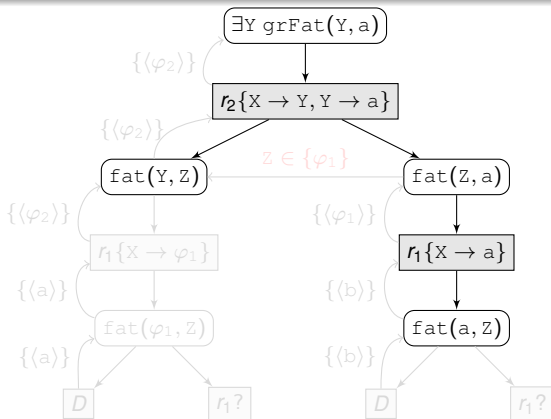 ∃Y grFat(Y, a)
{⟨φ₂⟩}
r₂{X → Y, Y → a}
{⟨φ₂⟩}
fat(Y, Z)
Z ∈ {φ₁}
fat(Z, a)
{⟨φ₂⟩}
{⟨φ₁⟩}
r₁{X → φ₁}
r₁{X → a}
{⟨a⟩}
{⟨b⟩}
fat(φ₁, Z)
fat(a, Z)
{⟨a⟩}
{⟨b⟩}
D
r₁?
D
r₁?